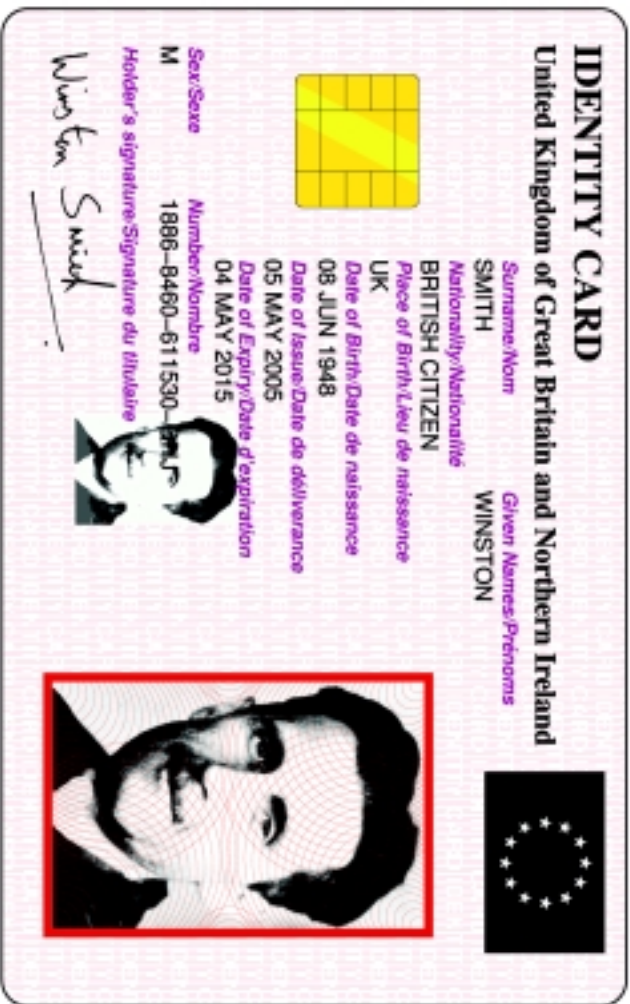 IDENTITY CARD
United Kingdom of Great Britain and Northern Ireland
Surname/Nom Given Names/Prénoms
SMITH WINSTON
Nationality/Nationalité
BRITISH CITIZEN
Place of Birth/Lieu de naissance
UK
Date of Birth/Date de naissance
08 JUN 1948
Date of Issue/Date de déliverance
05 MAY 2005
Date of Expiry/Date d'expiration
04 MAY 2015
Sex/Sexe Number/Nombre
M 1886–8460–611530–
Holder's signature/Signature du titulaire
Winston Smith